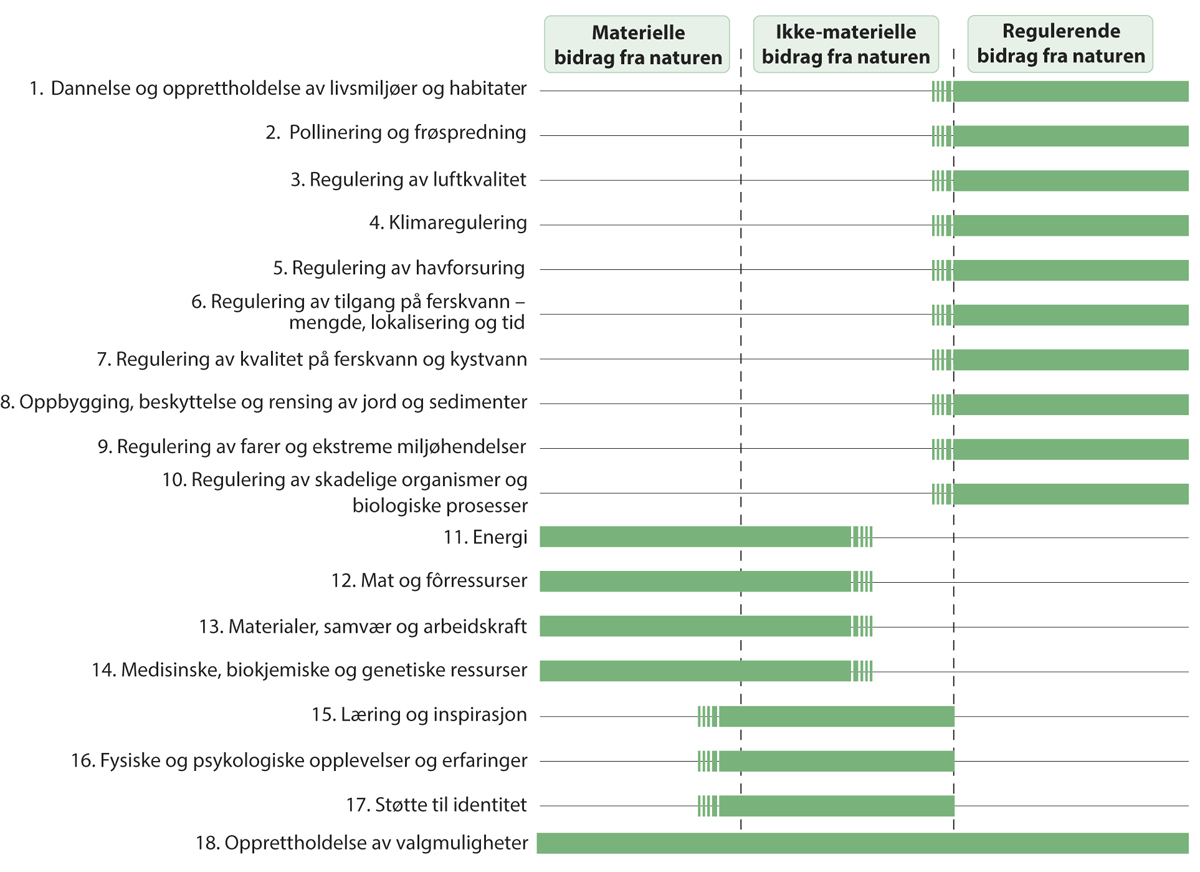 Materielle
bidrag fra naturen
Ikke-materielle
bidrag fra naturen
Regulerende
bidrag fra naturen
1. Dannelse og opprettholdelse av livsmiljøer og habitater
2. Pollinering og frøspredning
3. Regulering av luftkvalitet
4. Klimaregulering
5. Regulering av havforsuring
6. Regulering av tilgang på ferskvann –
mengde, lokalisering og tid
7. Regulering av kvalitet på ferskvann og kystvann
8. Oppbygging, beskyttelse og rensing av jord og sedimenter
9. Regulering av farer og ekstreme miljøhendelser
10. Regulering av skadelige organismer og
biologiske prosesser
11. Energi
12. Mat og fôrressurser
13. Materialer, samvær og arbeidskraft
14. Medisinske, biokjemiske og genetiske ressurser
15. Læring og inspirasjon
16. Fysiske og psykologiske opplevelser og erfaringer
17. Støtte til identitet
18. Opprettholdelse av valgmuligheter